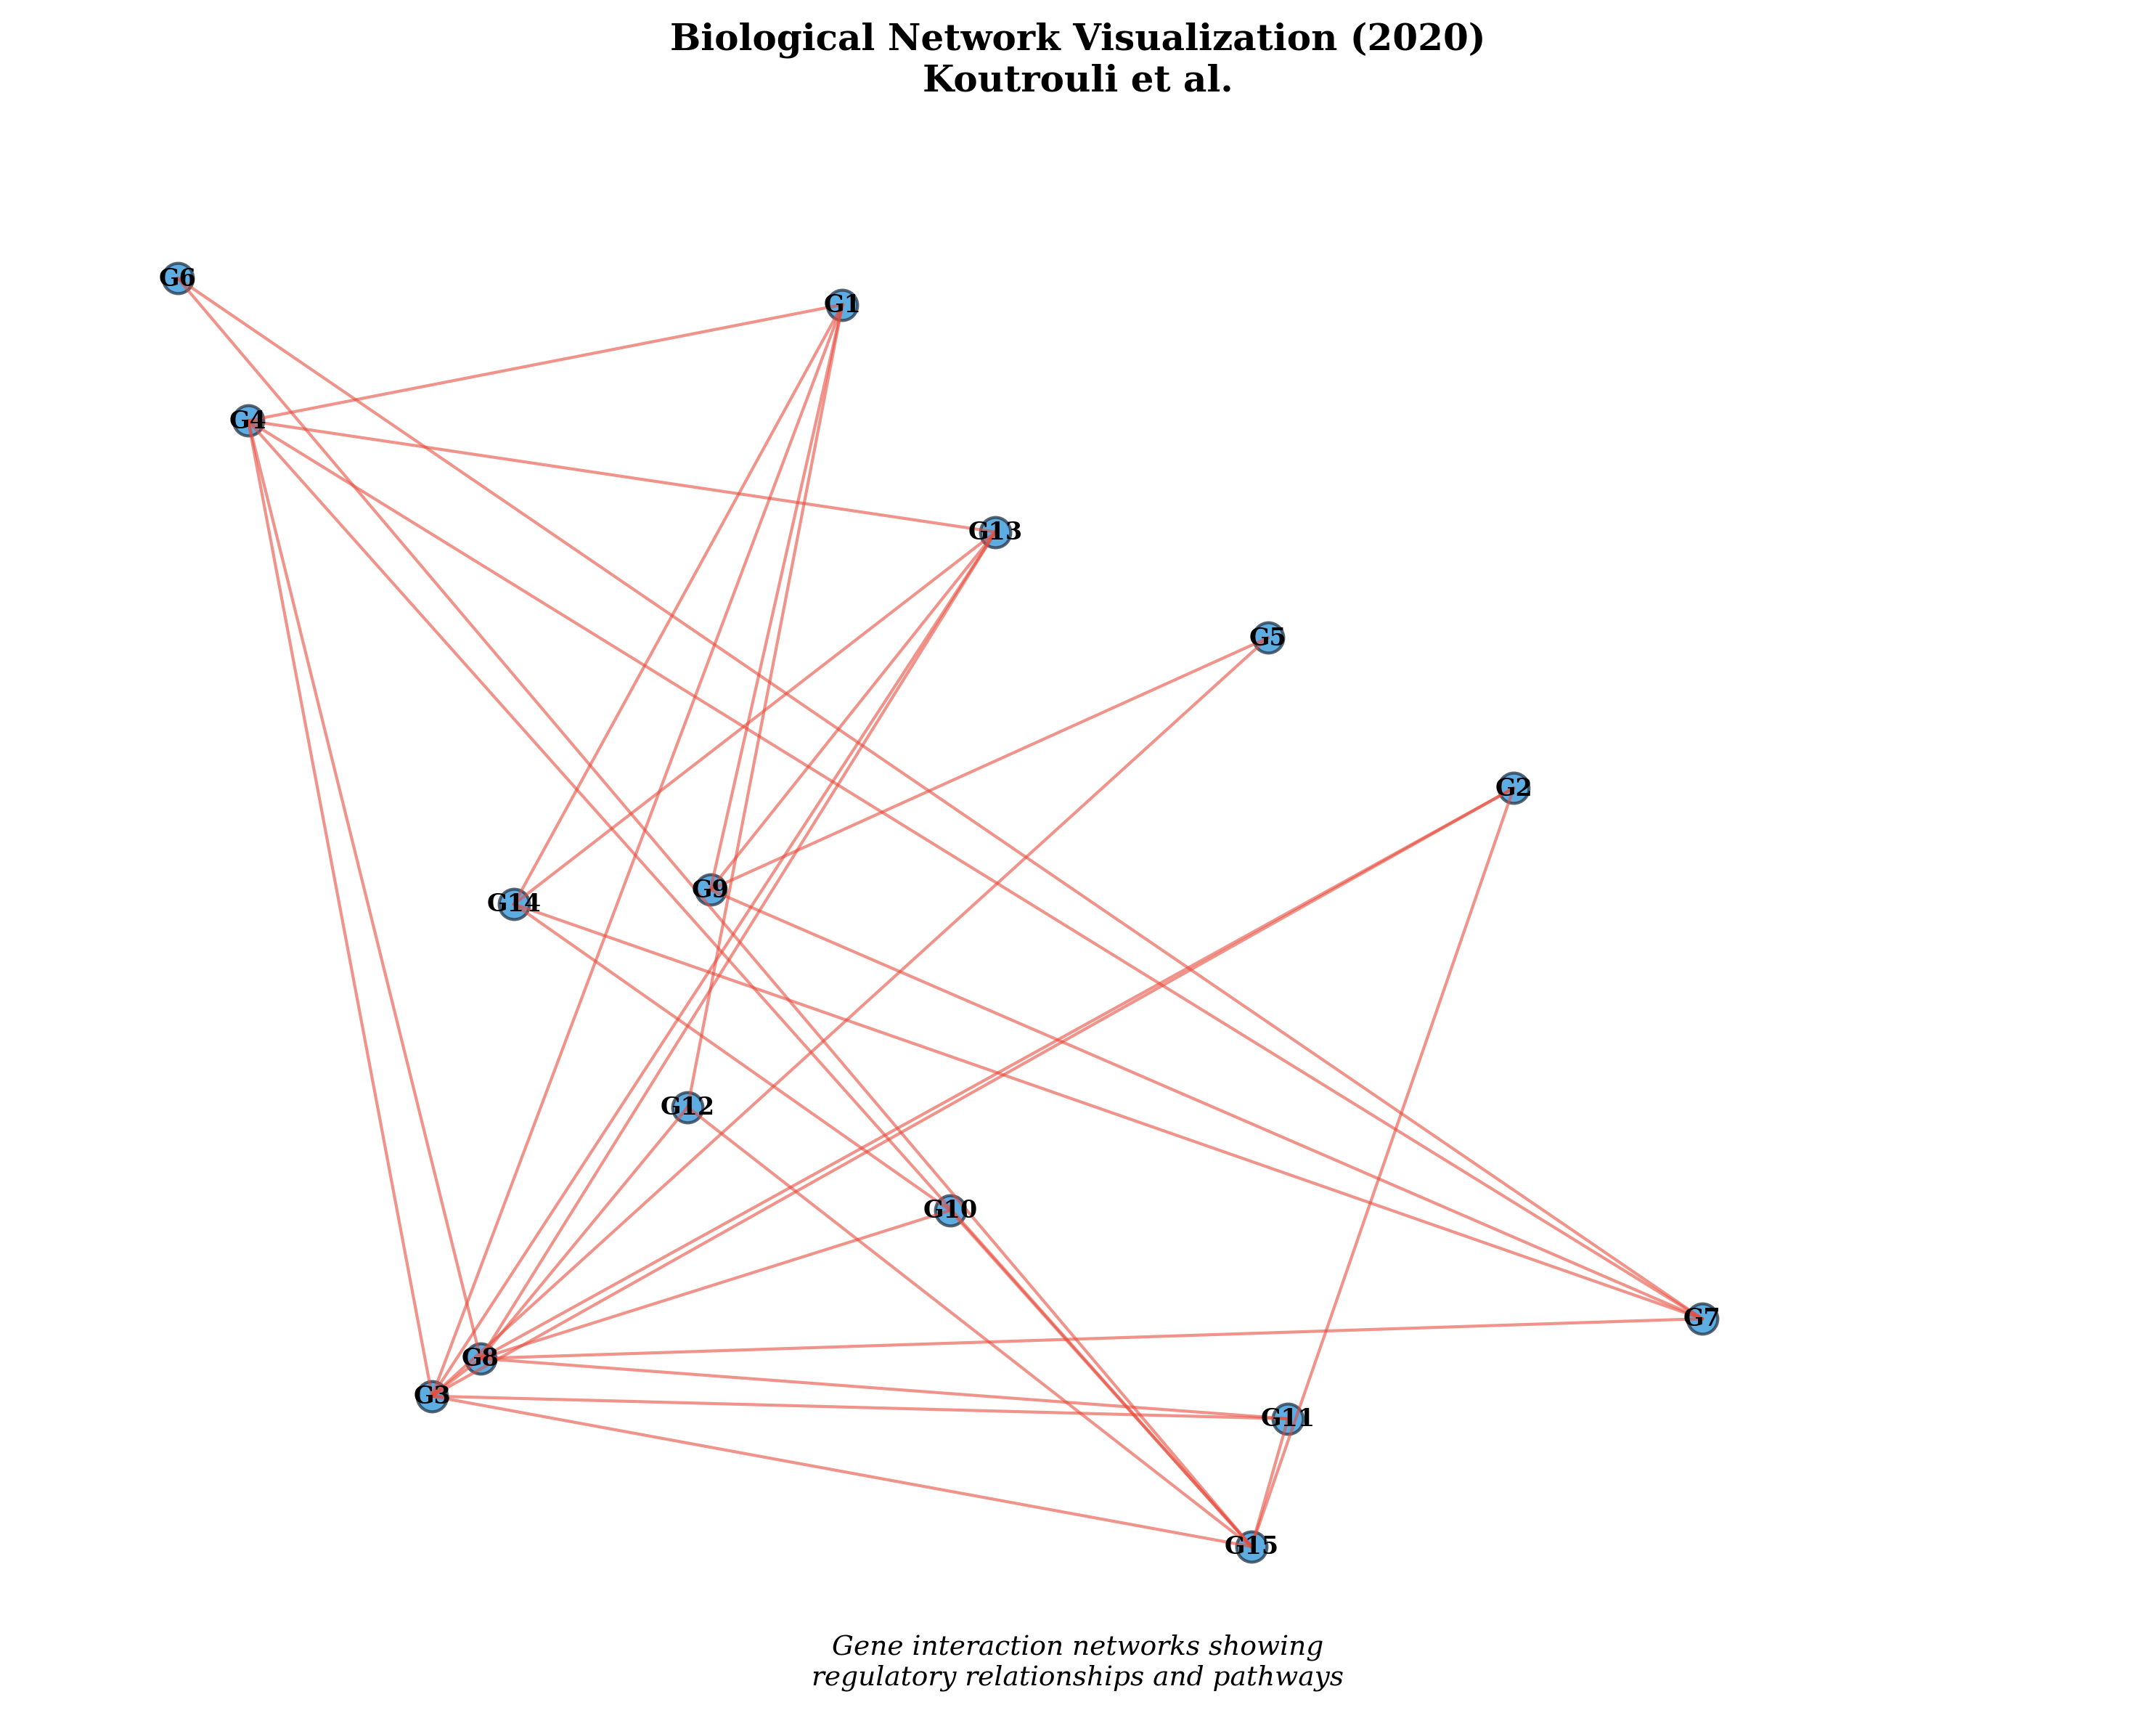 Biological Network Visualization (2020)
Koutrouli et al.
G6
G1
G4
G13
G5
G2
G9
G14
G12
G10
G7
G8
G3
G11
G15
Gene interaction networks showing
regulatory relationships and pathways